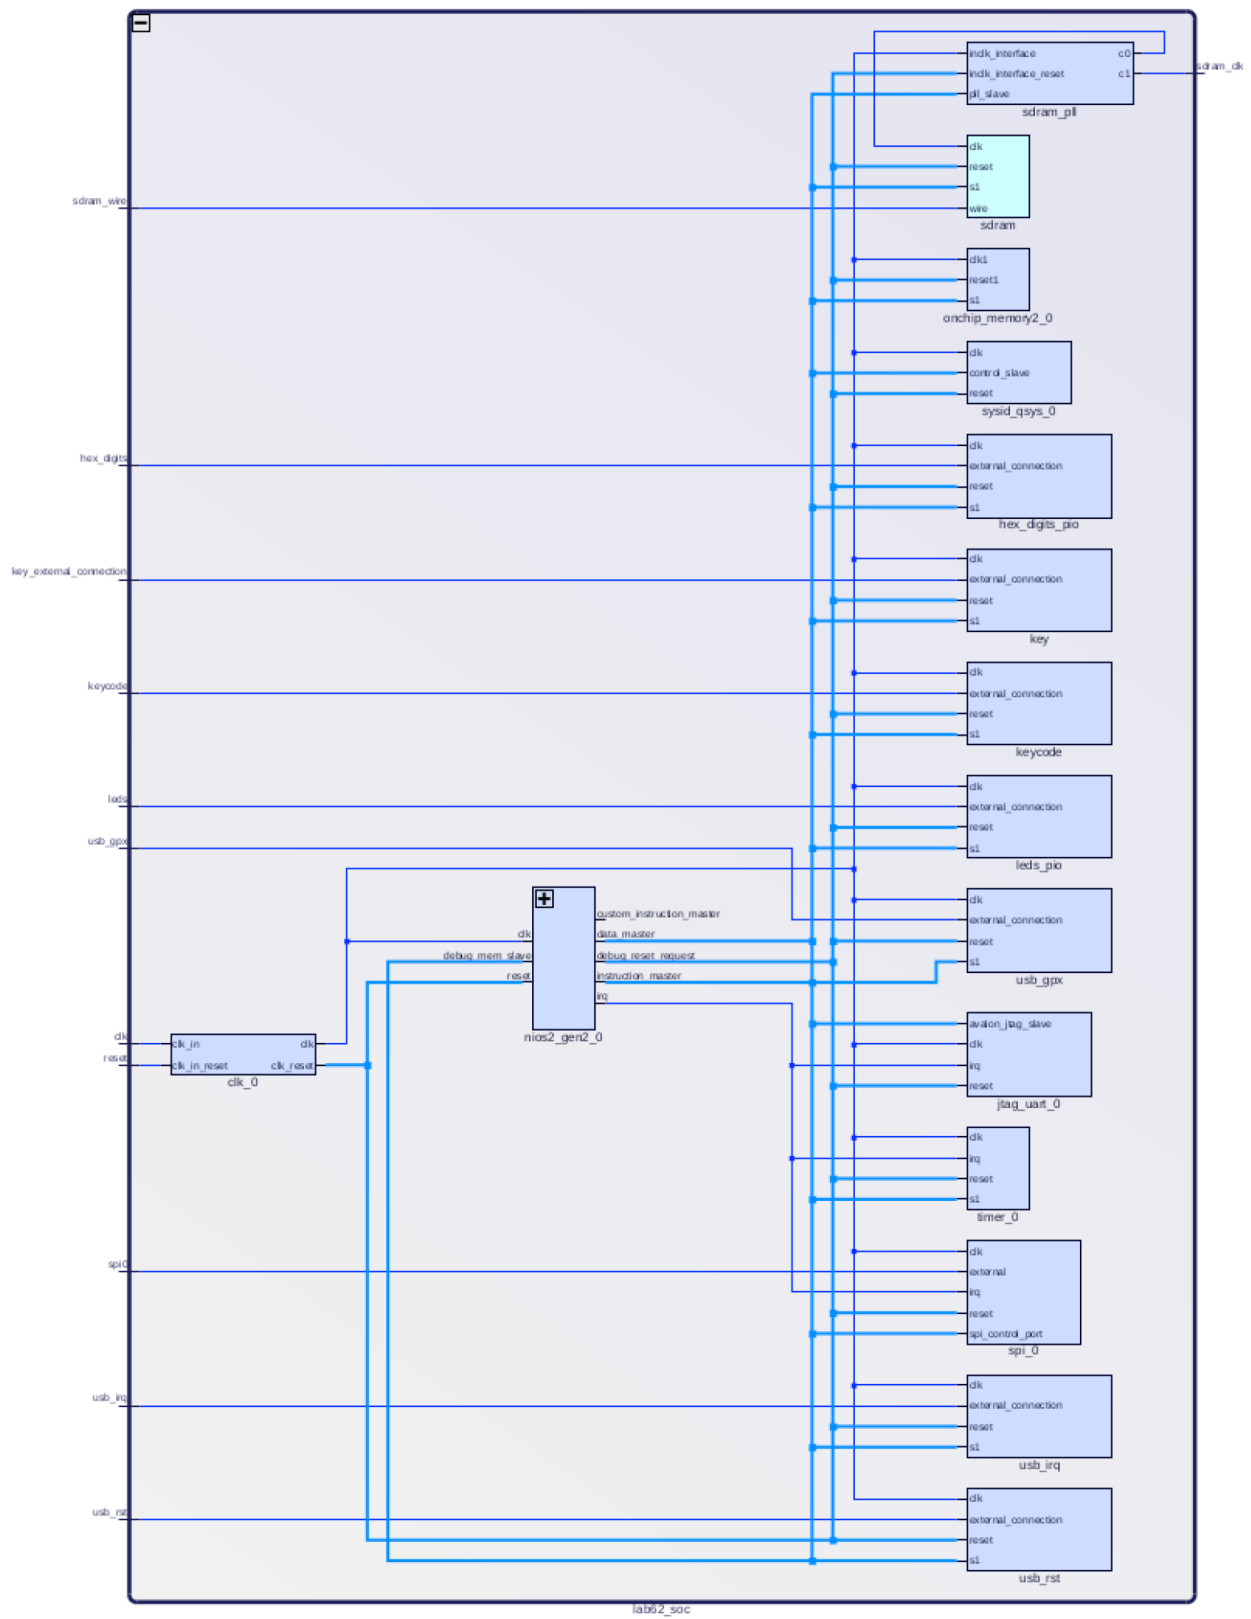 inclk_interface
c0
sdram_clk
inclk_interface_reset
c1
pll_slave
sdram_pll
clk
reset
s1
sdram_wire
wire
sdram
clk1
reset1
s1
onchip_memory2_0
clk
control_slave
reset
sysid_qsys_0
clk
hex_digits
external_connection
reset
s1
hex_digits_pio
clk
key_external_connection
external_connection
reset
s1
key
clk
keycode
external_connection
reset
s1
keycode
clk
leds
external_connection
reset
usb_gpx
s1
leds_pio
clk
custom_instruction_master
external_connection
clk
data_master
reset
debug_mem_slave
debug_reset_request
s1
reset
instruction_master
usb_gpx
irq
nios2_gen2_0
avalon_jtag_slave
clk
clk_in
clk
clk
reset
clk_in_reset
clk_reset
irq
clk_0
reset
jtag_uart_0
clk
irq
reset
s1
timer_0
clk
spi0
external
irq
reset
spi_control_port
spi_0
clk
usb_irq
external_connection
reset
s1
usb_irq
clk
usb_rst
external_connection
reset
s1
usb_rst
lab62_soc